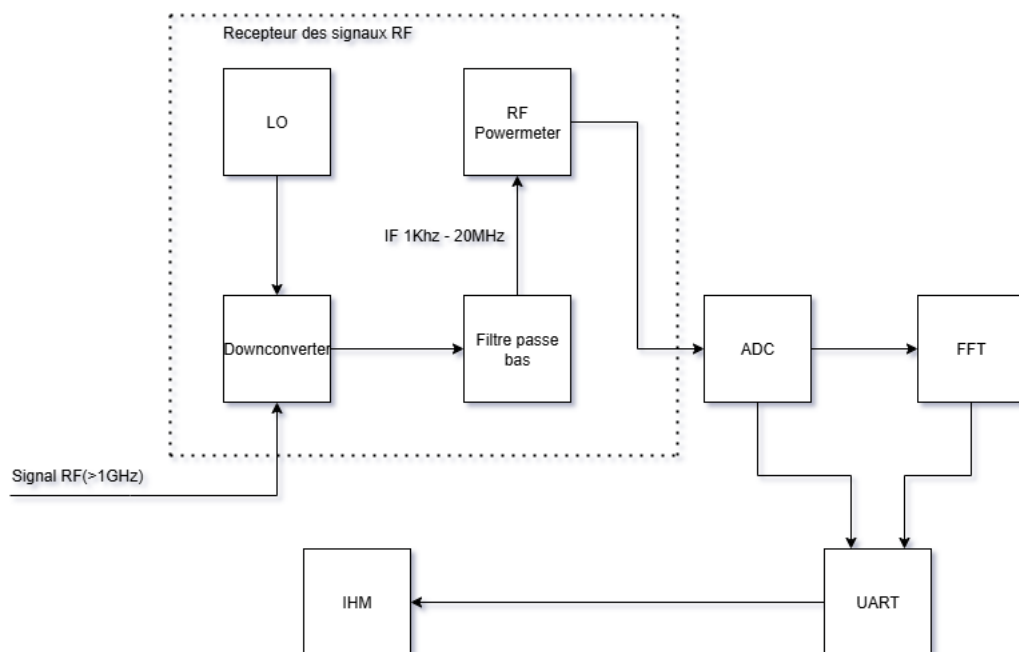 Recepteur des signaux RF
LO
RF
Powermeter
IF 1Khz - 20MHz
Downconverter
Filtre passe
bas
ADC
FFT
Signal RF(>1GHz)
IHM
UART